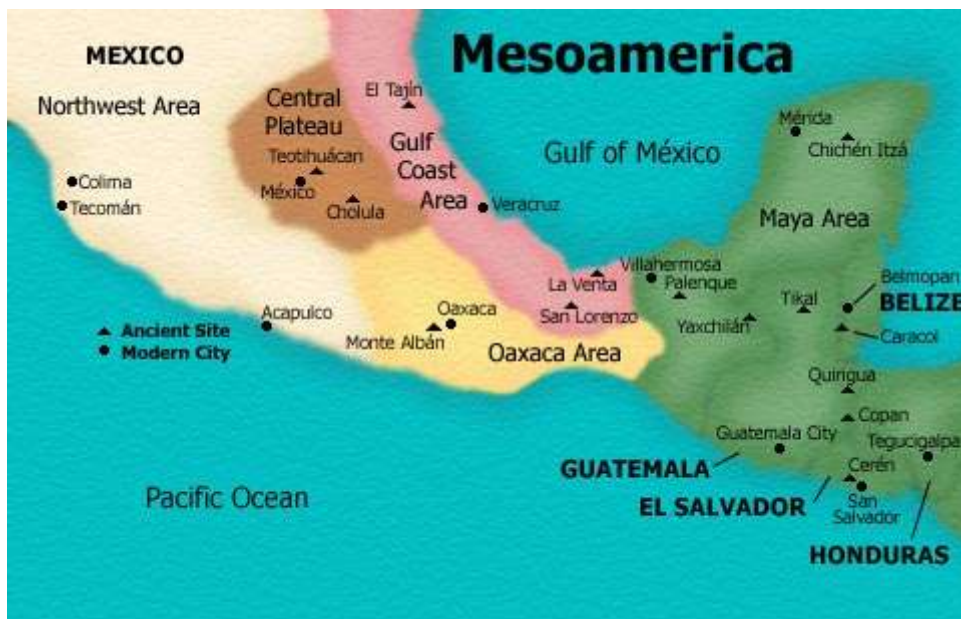 Mesoamerica
MEXICO
Northwest Area
Central
Plateau
El Tajín
Gulf
Coast
Area
Gulf of México
Mérida
Chichén Itzá
Teotihuácan
México
Cholula
Colima
Tecomán
Veracruz
Maya Area
Villahermosa
La Venta
Palenque
Belmopan
BELIZE
San Lorenzo
Tikal
Yaxchilán
Caracol
Acapulco
Oaxaca
Monte Albán
Oaxaca Area
Ancient Site
Modern City
Quirigua
Copan
Guatemala City
Tegucigalpa
GUATEMALA
Cerén
EL SALVADOR
San
Salvador
Pacific Ocean
HONDURAS